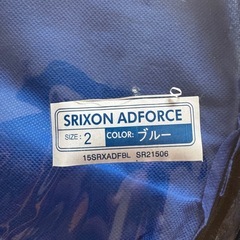 SRIXON ADFORCE
SIZE: 2 COLOR: ブルー
15SRXADFBL SR21506